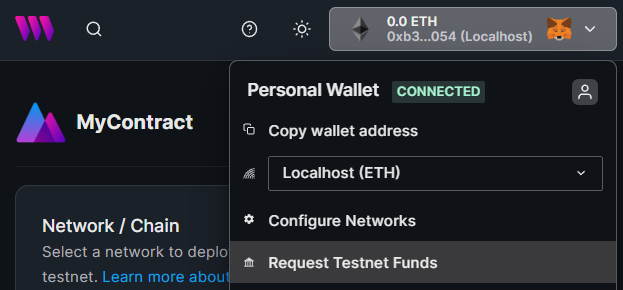 0.0 ETH
0xb3...054 (Localhost)
Personal Wallet CONNECTED
Copy wallet address
Localhost (ETH)
Configure Networks
Request Testnet Funds
MyContract
Network / Chain
Select a network to deplo
testnet. Learn more about